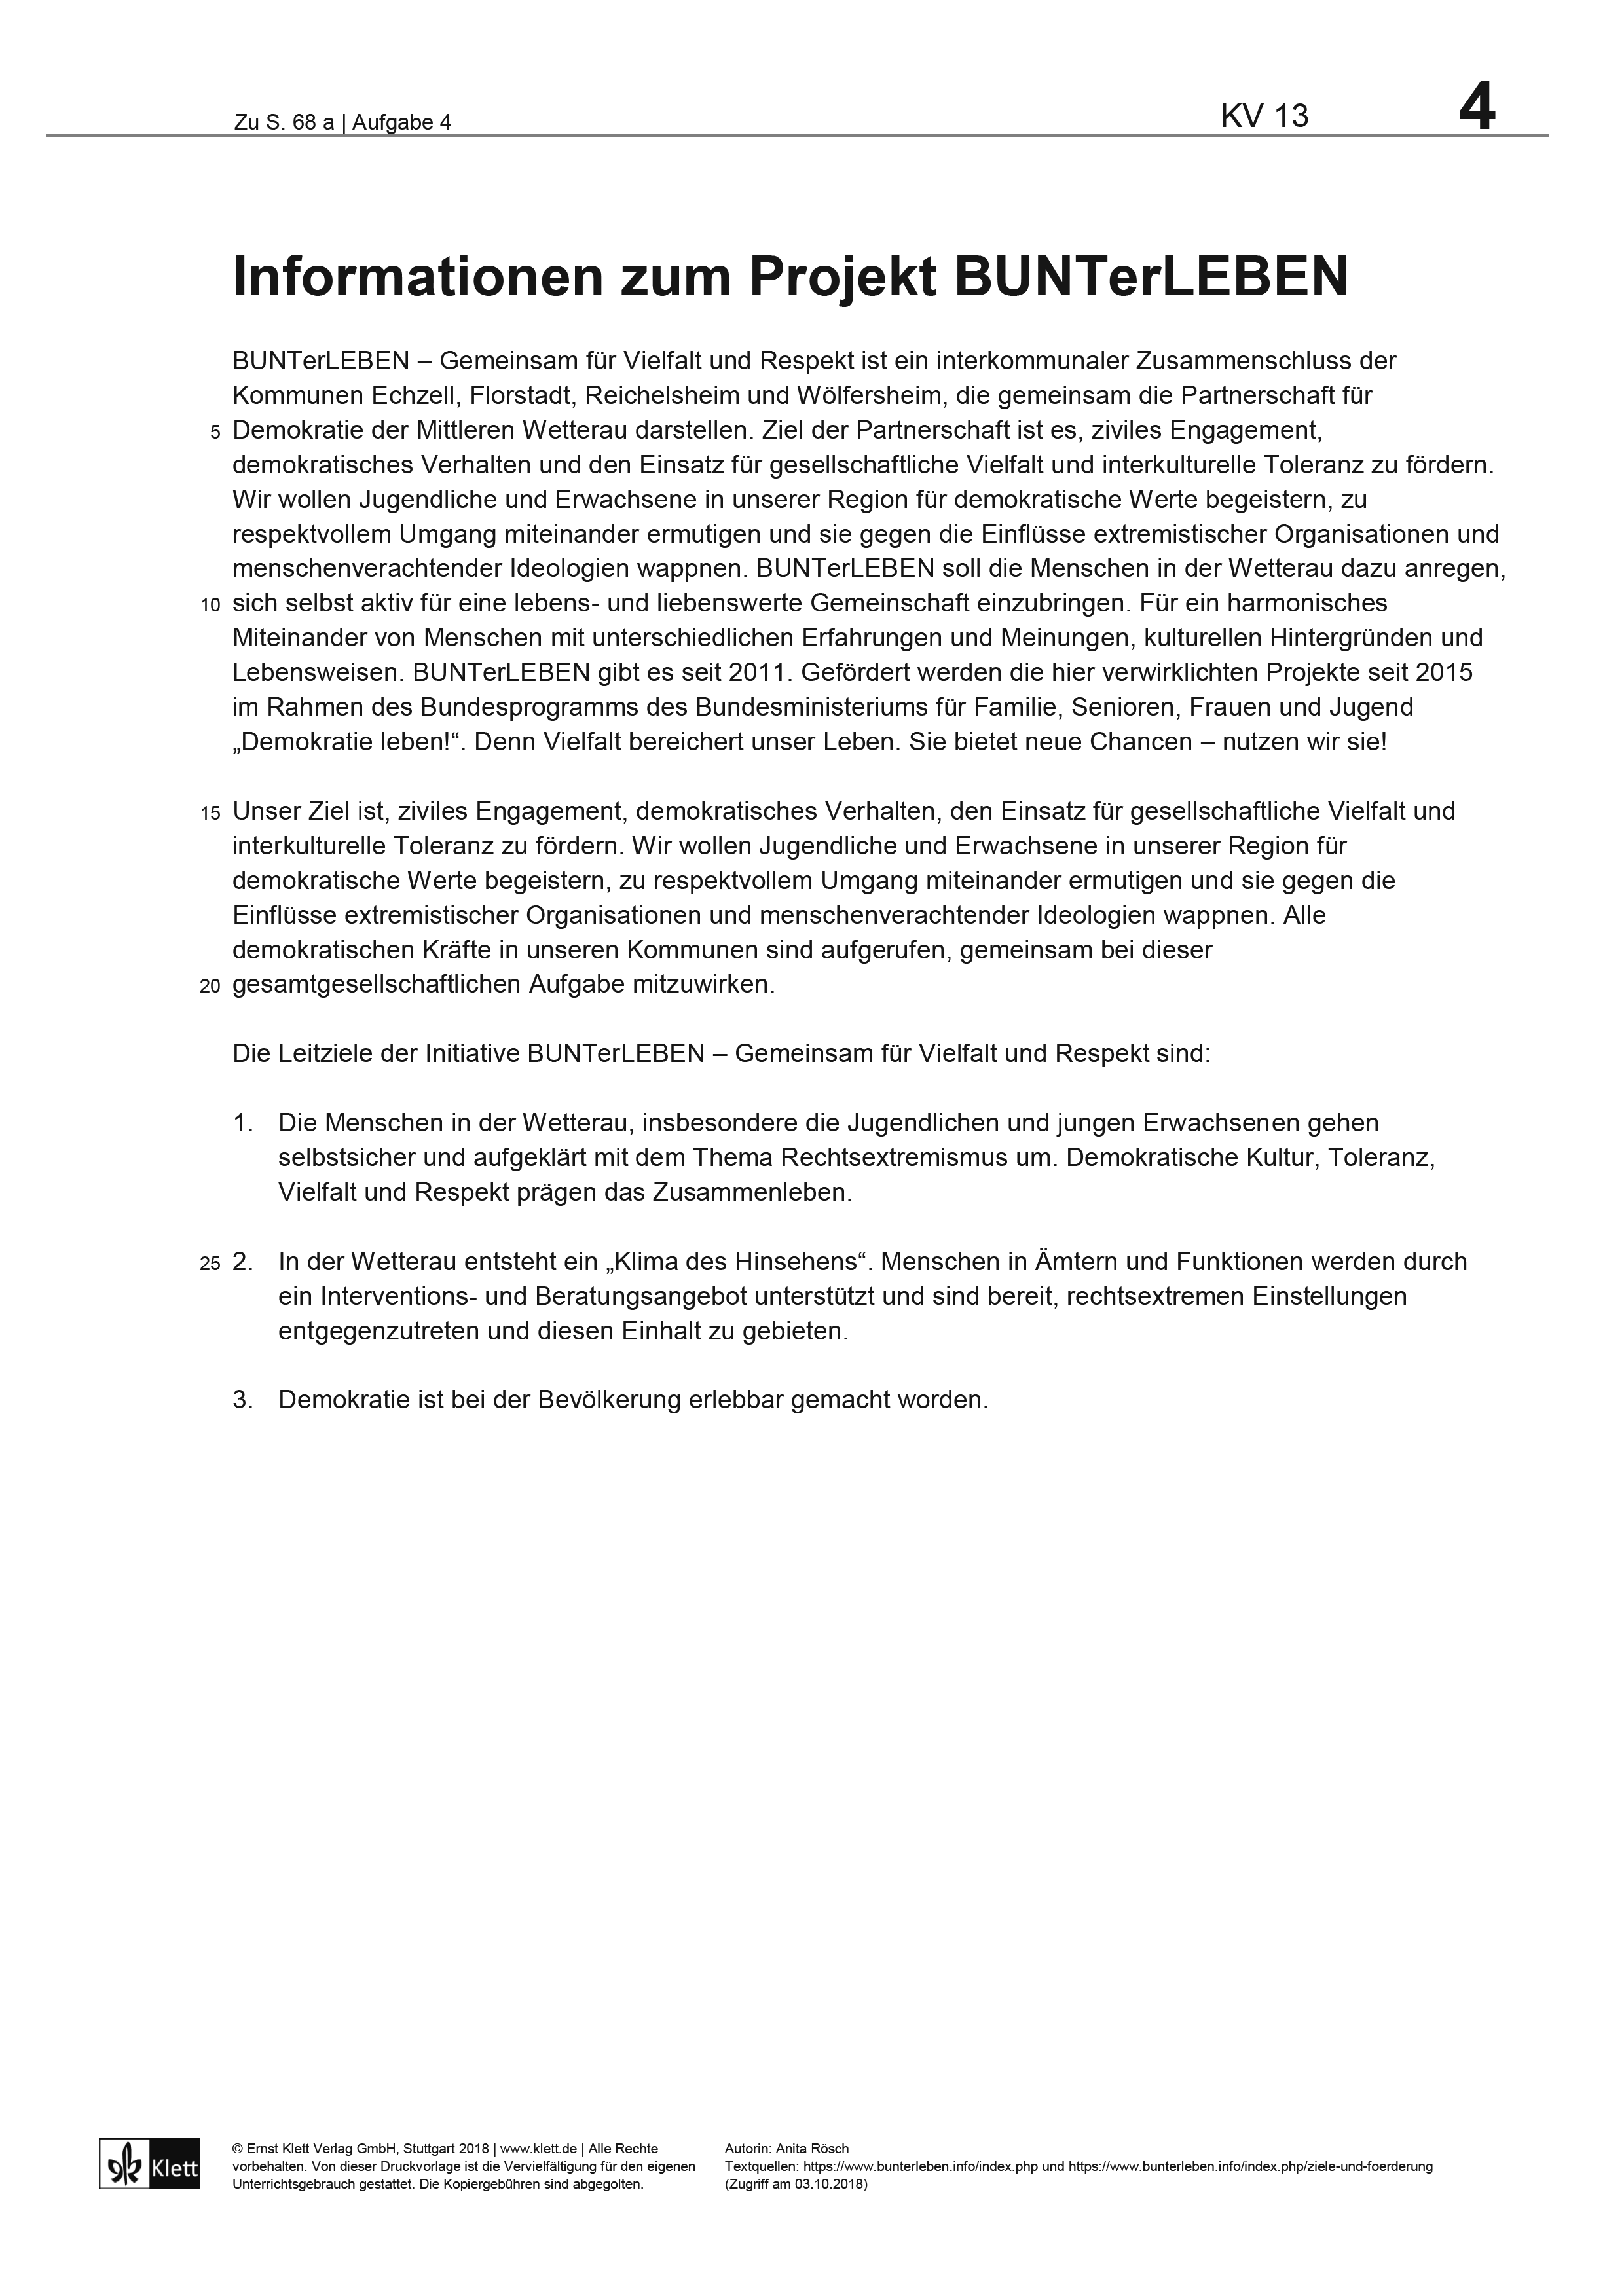 Zu S. 68 a | Aufgabe 4
KV 13
4
Informationen zum Projekt BUNTerLEBEN
BUNTerLEBEN – Gemeinsam für Vielfalt und Respekt ist ein interkommunaler Zusammenschluss der
Kommunen Echzell, Florstadt, Reichelsheim und Wölfersheim, die gemeinsam die Partnerschaft für
5 Demokratie der Mittleren Wetterau darstellen. Ziel der Partnerschaft ist es, ziviles Engagement,
demokratisches Verhalten und den Einsatz für gesellschaftliche Vielfalt und interkulturelle Toleranz zu fördern.
Wir wollen Jugendliche und Erwachsene in unserer Region für demokratische Werte begeistern, zu
respektvollem Umgang miteinander ermutigen und sie gegen die Einflüsse extremistischer Organisationen und
menschenverachtender Ideologien wappnen. BUNTerLEBEN soll die Menschen in der Wetterau dazu anregen,
10 sich selbst aktiv für eine lebens- und liebenswerte Gemeinschaft einzubringen. Für ein harmonisches
Miteinander von Menschen mit unterschiedlichen Erfahrungen und Meinungen, kulturellen Hintergründen und
Lebensweisen. BUNTerLEBEN gibt es seit 2011. Gefördert werden die hier verwirklichten Projekte seit 2015
im Rahmen des Bundesprogramms des Bundesministeriums für Familie, Senioren, Frauen und Jugend
„Demokratie leben!“. Denn Vielfalt bereichert unser Leben. Sie bietet neue Chancen – nutzen wir sie!
15 Unser Ziel ist, ziviles Engagement, demokratisches Verhalten, den Einsatz für gesellschaftliche Vielfalt und
interkulturelle Toleranz zu fördern. Wir wollen Jugendliche und Erwachsene in unserer Region für
demokratische Werte begeistern, zu respektvollem Umgang miteinander ermutigen und sie gegen die
Einflüsse extremistischer Organisationen und menschenverachtender Ideologien wappnen. Alle
demokratischen Kräfte in unseren Kommunen sind aufgerufen, gemeinsam bei dieser
20 gesamtgesellschaftlichen Aufgabe mitzuwirken.
Die Leitziele der Initiative BUNTerLEBEN – Gemeinsam für Vielfalt und Respekt sind:
1. Die Menschen in der Wetterau, insbesondere die Jugendlichen und jungen Erwachsenen gehen
selbstsicher und aufgeklärt mit dem Thema Rechtsextremismus um. Demokratische Kultur, Toleranz,
Vielfalt und Respekt prägen das Zusammenleben.
25 2. In der Wetterau entsteht ein „Klima des Hinsehens“. Menschen in Ämtern und Funktionen werden durch
ein Interventions- und Beratungsangebot unterstützt und sind bereit, rechtsextremen Einstellungen
entgegenzutreten und diesen Einhalt zu gebieten.
3. Demokratie ist bei der Bevölkerung erlebbar gemacht worden.
Klett
© Ernst Klett Verlag GmbH, Stuttgart 2018 | www.klett.de | Alle Rechte
vorbehalten. Von dieser Druckvorlage ist die Vervielfältigung für den eigenen
Unterrichtsgebrauch gestattet. Die Kopiergebühren sind abgegolten.
Autorin: Anita Rösch
Textquellen: https://www.bunterleben.info/index.php und https://www.bunterleben.info/index.php/ziele-und-foerderung
(Zugriff am 03.10.2018)